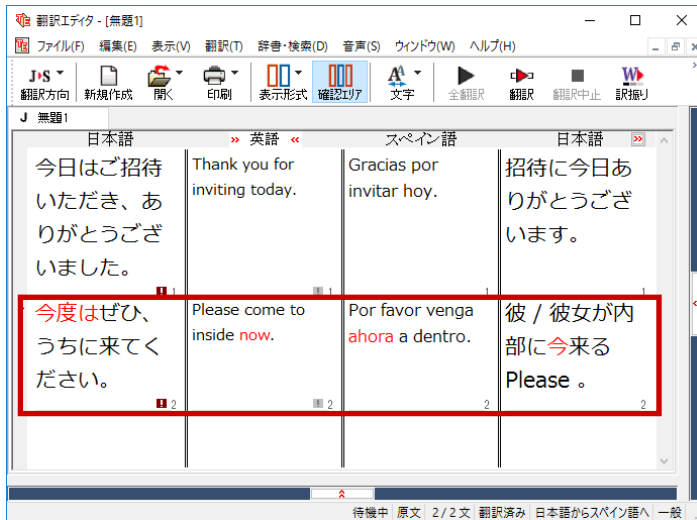 翻訳エディタ - [無題1]
ファイル(F) 編集(E) 表示(V) 翻訳(T) 辞書・検索(D) 音声(S) ウィンドウ(W) ヘルプ(H)
J▸S
翻訳方向 新規作成 開く 印刷 表示形式 確認エリア 文字 全翻訳 翻訳 翻訳中止 訳振り
J 無題1
日本語 » 英語 « スペイン語 日本語 »
今日はご招待
いただき、あ
りがとうござ
いました。
1
Thank you for
inviting today.
1
Gracias por
invitar hoy.
1
招待に今日あ
りがとうござ
います。
1
今度はぜひ、
うちに来てく
ださい。
2
Please come to
inside now.
2
Por favor venga
ahora a dentro.
2
彼 / 彼女が内
部に今来る
Please 。
2
待機中 原文 2/2文 翻訳済み 日本語からスペイン語へ 一般